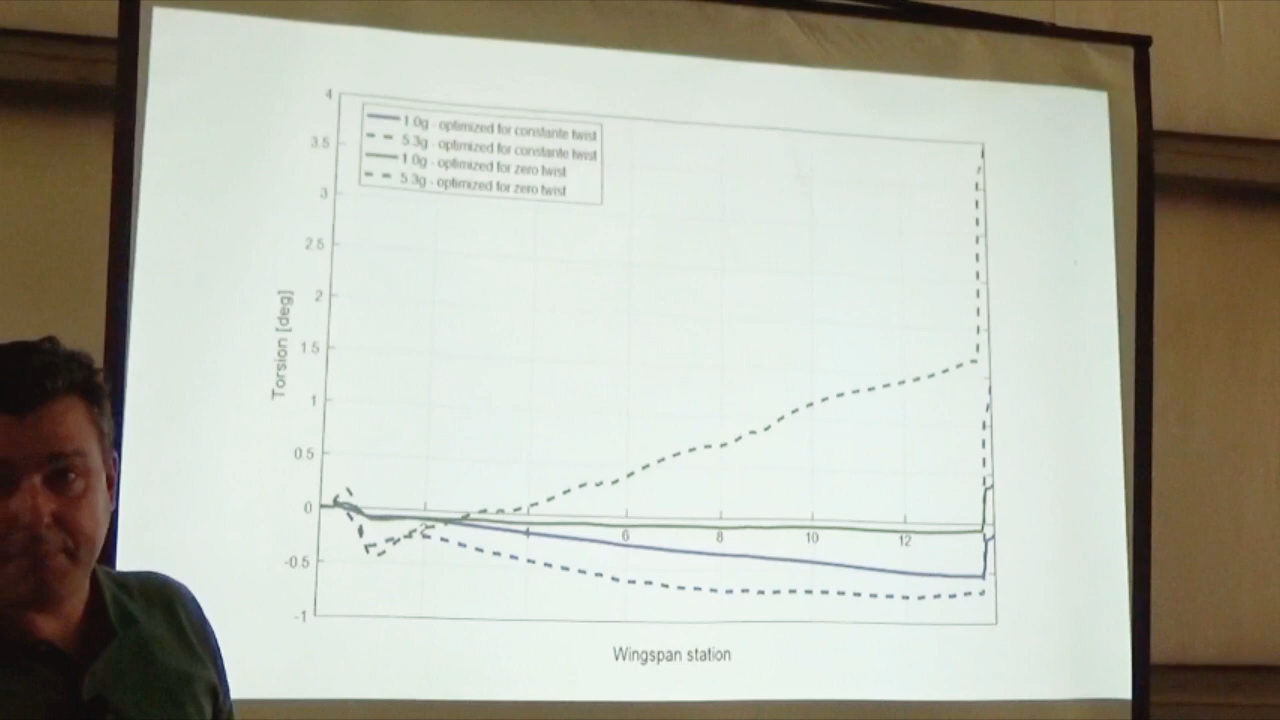 4
1.0g - optimized for constante twist
5.3g - optimized for constante twist
1.0g - optimized for zero twist
5.3g - optimized for zero twist
3.5
3
2.5
2
1.5
1
0.5
0
-0.5
-1
Torsion [deg]
2 4 6 8 10 12
Wingspan station